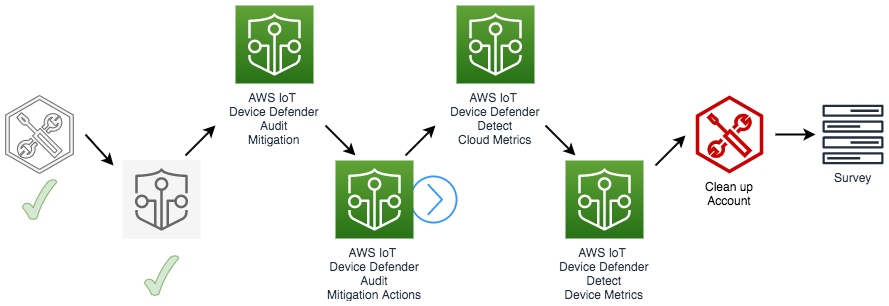 AWS IoT
Device Defender
Audit
Mitigation
AWS IoT
Device Defender
Audit
Mitigation Actions
AWS IoT
Device Defender
Detect
Cloud Metrics
AWS IoT
Device Defender
Detect
Device Metrics
Clean up
Account
Survey